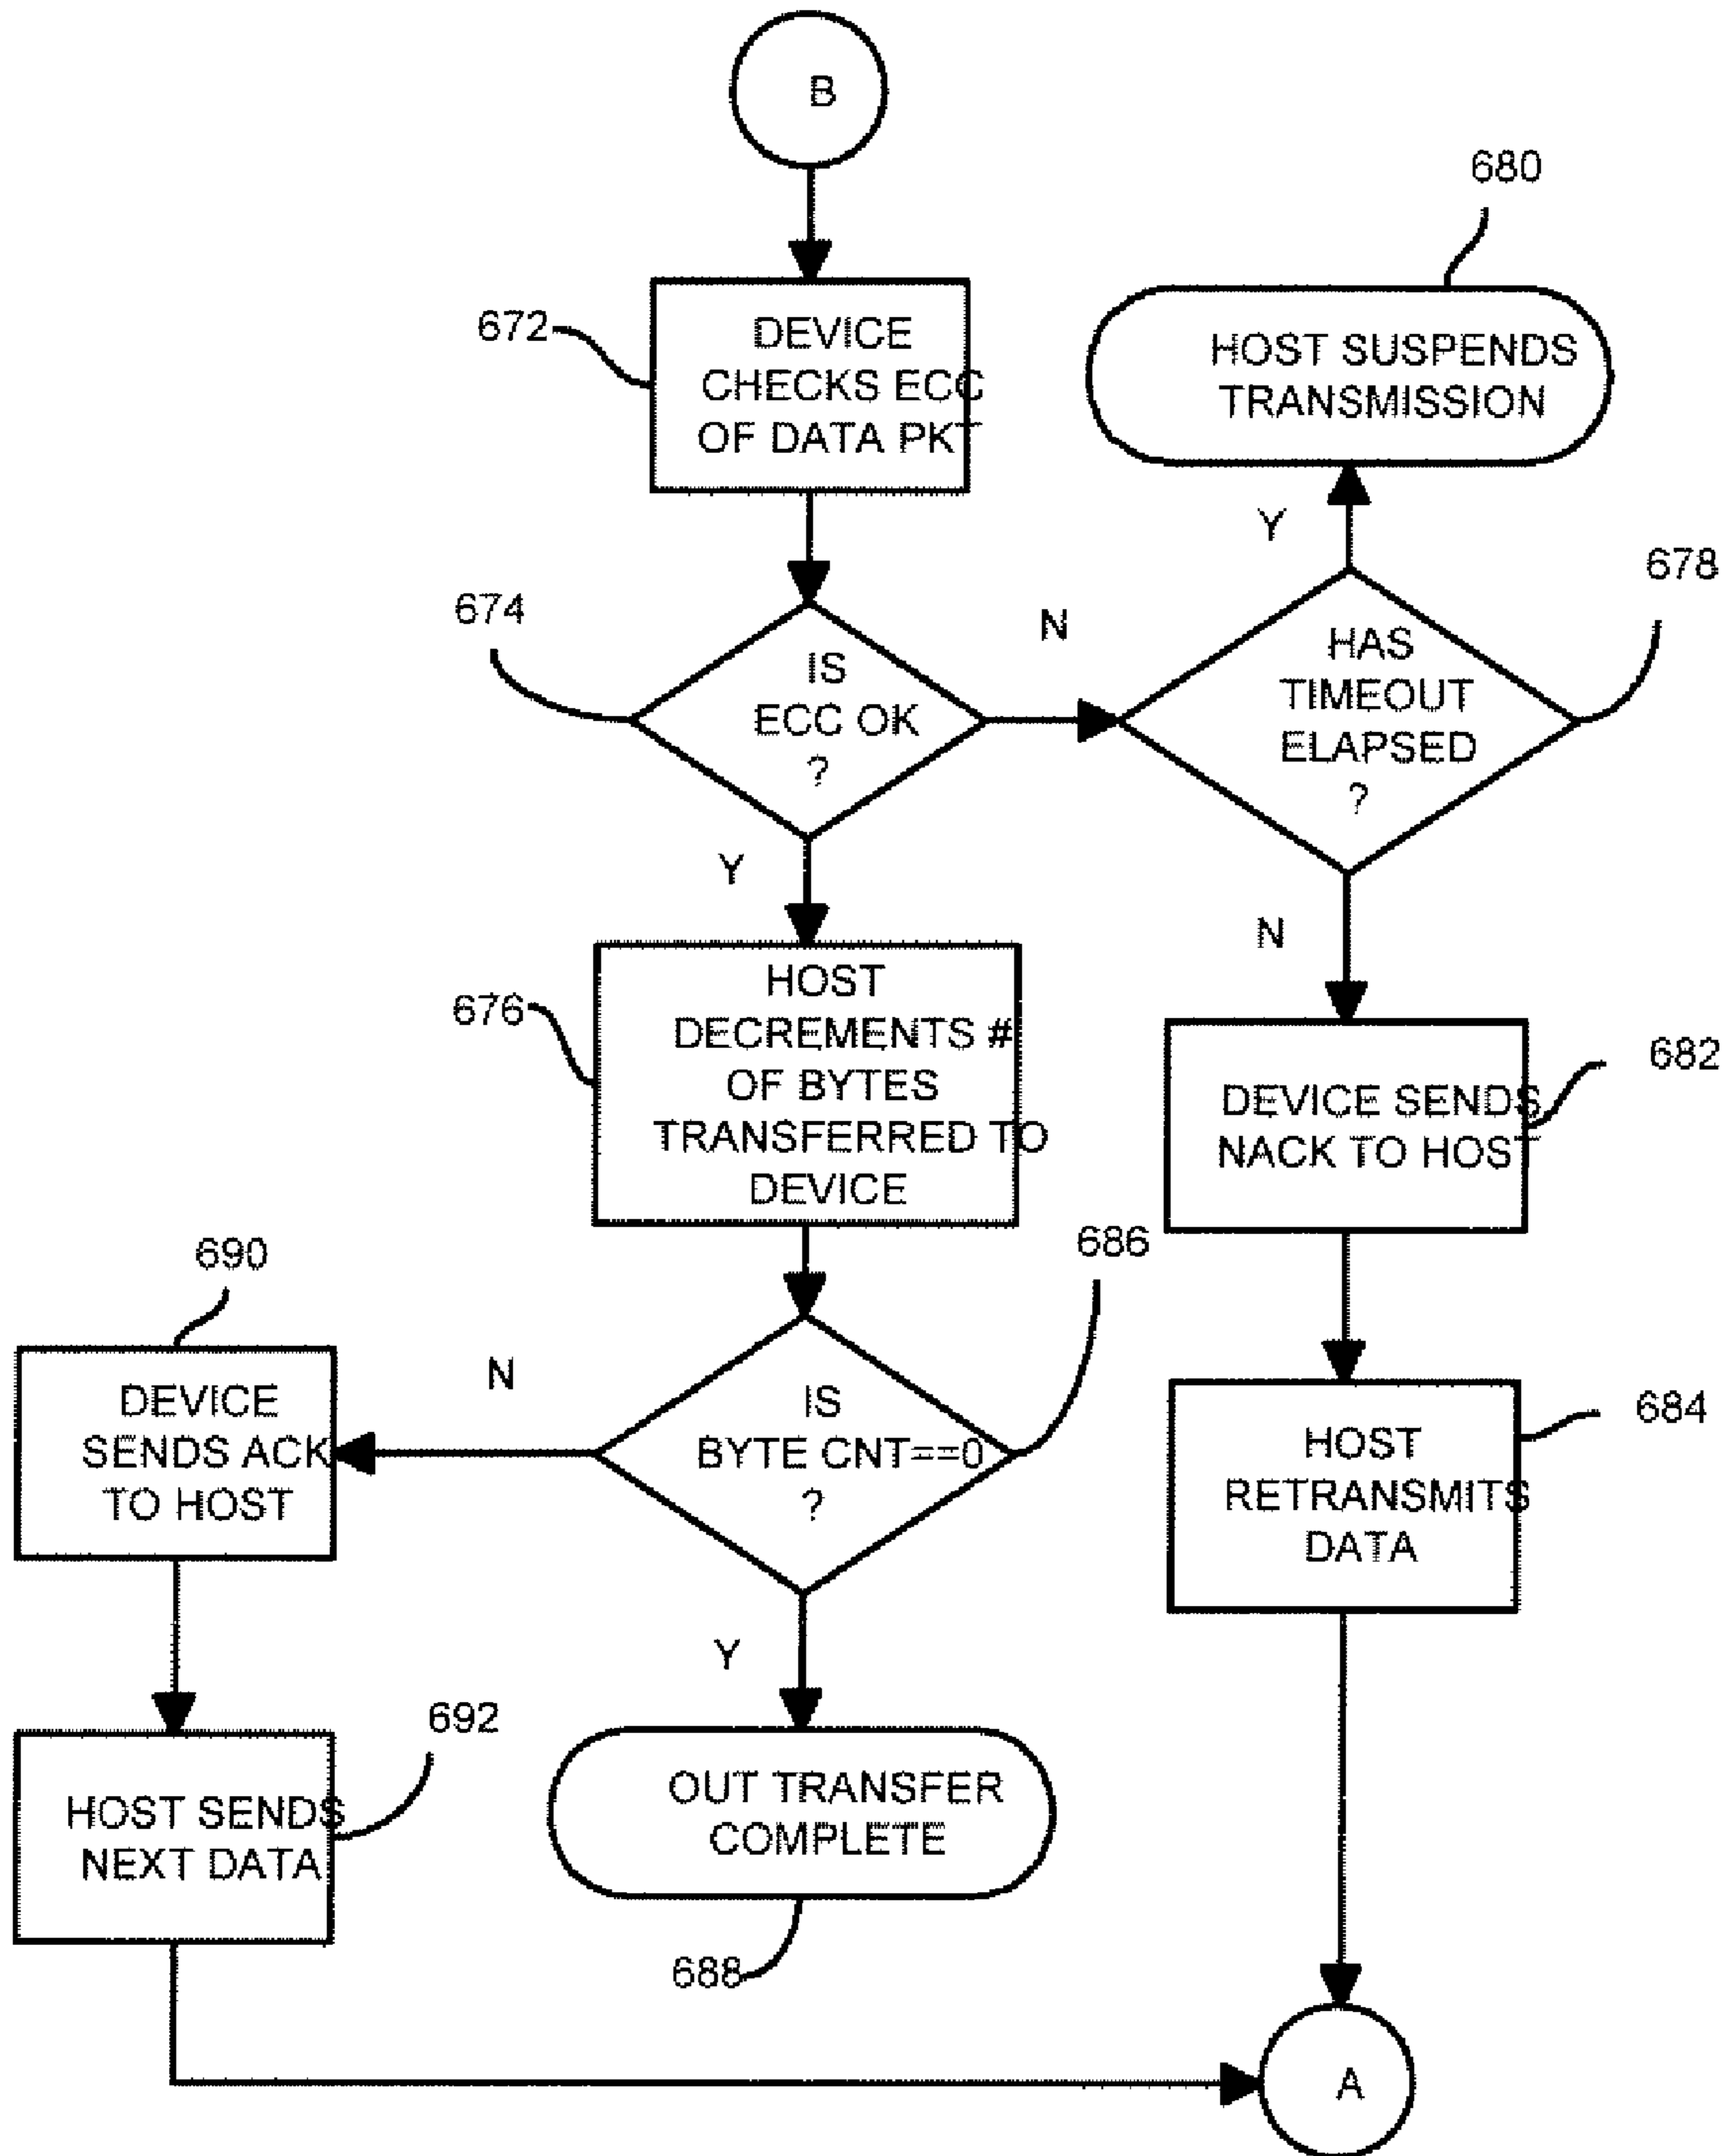 B
680
672
DEVICE
CHECKS ECC
OF DATA PKT
HOST SUSPENDS
TRANSMISSION
Y
678
674
N
IS
ECC OK
?
HAS
TIMEOUT
ELAPSED
?
Y
N
676
HOST
DECREMENTS #
OF BYTES
TRANSFERRED TO
DEVICE
682
DEVICE SENDS
NACK TO HOST
690
686
N
DEVICE
SENDS ACK
TO HOST
IS
BYTE CNT==0
?
684
HOST
RETRANSMITS
DATA
Y
692
HOST SENDS
NEXT DATA
OUT TRANSFER
COMPLETE
688
A